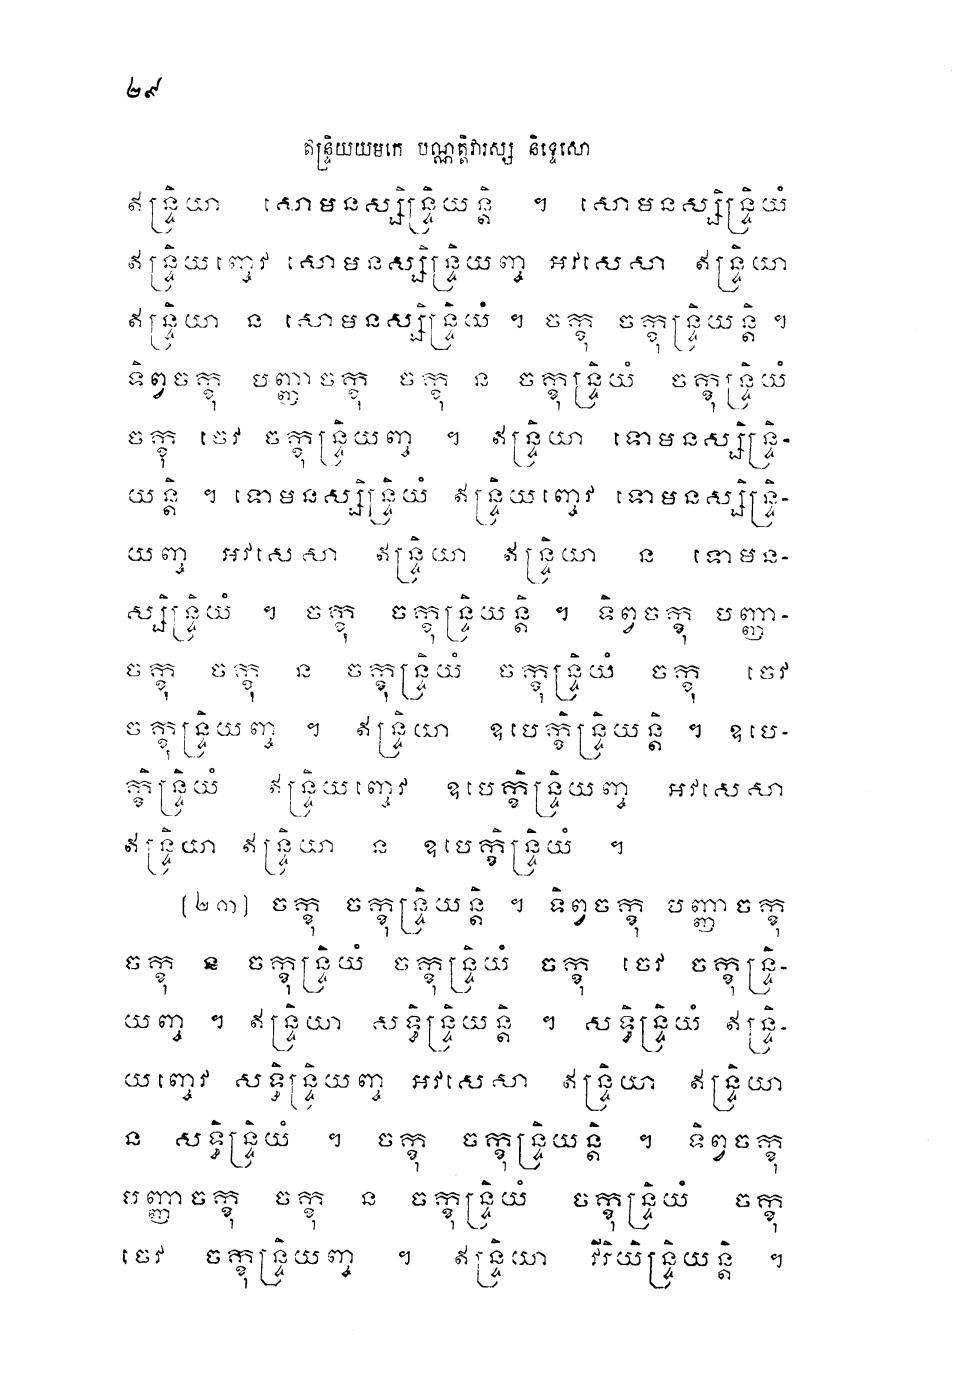 ២៩
ឥន្ទ្រិយយមកេ បណ្ណត្តិវារស្ស និទ្ទេសោ
ឥន្ទ្រិយា សោមនស្សិន្ទ្រិយន្តិ ។ សោមនស្សិន្ទ្រិយំ
ឥន្ទ្រិយញ្ចេវ សោមនស្សិន្ទ្រិយញ្ច អវសេសា ឥន្ទ្រិយា
ឥន្ទ្រិយា ន សោមនស្សិន្ទ្រិយំ ។ ចក្ខុ ចក្ខុន្ទ្រិយន្តិ ។
ទិព្វចក្ខុ បញ្ញាចក្ខុ ចក្ខុ ន ចក្ខុន្ទ្រិយំ ចក្ខុន្ទ្រិយំ
ចក្ខុ ចេវ ចក្ខុន្ទ្រិយញ្ច ។ ឥន្ទ្រិយា ទោមនស្សិន្ទ្រិ-
យន្តិ ។ ទោមនស្សិន្ទ្រិយំ ឥន្ទ្រិយញ្ចេវ ទោមនស្សិន្ទ្រិ-
យញ្ច អវសេសា ឥន្ទ្រិយា ឥន្ទ្រិយា ន ទោមន-
ស្សិន្ទ្រិយំ ។ ចក្ខុ ចក្ខុន្ទ្រិយន្តិ ។ ទិព្វចក្ខុ បញ្ញា-
ចក្ខុ ចក្ខុ ន ចក្ខុន្ទ្រិយំ ចក្ខុន្ទ្រិយំ ចក្ខុ ចេវ
ចក្ខុន្ទ្រិយញ្ច ។ ឥន្ទ្រិយា ឧបេក្ខិន្ទ្រិយន្តិ ។ ឧបេ-
ក្ខិន្ទ្រិយំ ឥន្ទ្រិយញ្ចេវ ឧបេក្ខិន្ទ្រិយញ្ច អវសេសា
ឥន្ទ្រិយា ឥន្ទ្រិយា ន ឧបេក្ខិន្ទ្រិយំ ។
(២៣) ចក្ខុ ចក្ខុន្ទ្រិយន្តិ ។ ទិព្វចក្ខុ បញ្ញាចក្ខុ
ចក្ខុ ន ចក្ខុន្ទ្រិយំ ចក្ខុន្ទ្រិយំ ចក្ខុ ចេវ ចក្ខុន្ទ្រិ-
យញ្ច ។ ឥន្ទ្រិយា សទ្ធិន្ទ្រិយន្តិ ។ សទ្ធិន្ទ្រិយំ ឥន្ទ្រិ-
យញ្ចេវ សទ្ធិន្ទ្រិយញ្ច អវសេសា ឥន្ទ្រិយា ឥន្ទ្រិយា
ន សទ្ធិន្ទ្រិយំ ។ ចក្ខុ ចក្ខុន្ទ្រិយន្តិ ។ ទិព្វចក្ខុ
បញ្ញាចក្ខុ ចក្ខុ ន ចក្ខុន្ទ្រិយំ ចក្ខុន្ទ្រិយំ ចក្ខុ
ចេវ ចក្ខុន្ទ្រិយញ្ច ។ ឥន្ទ្រិយា វីរិយិន្ទ្រិយន្តិ ។